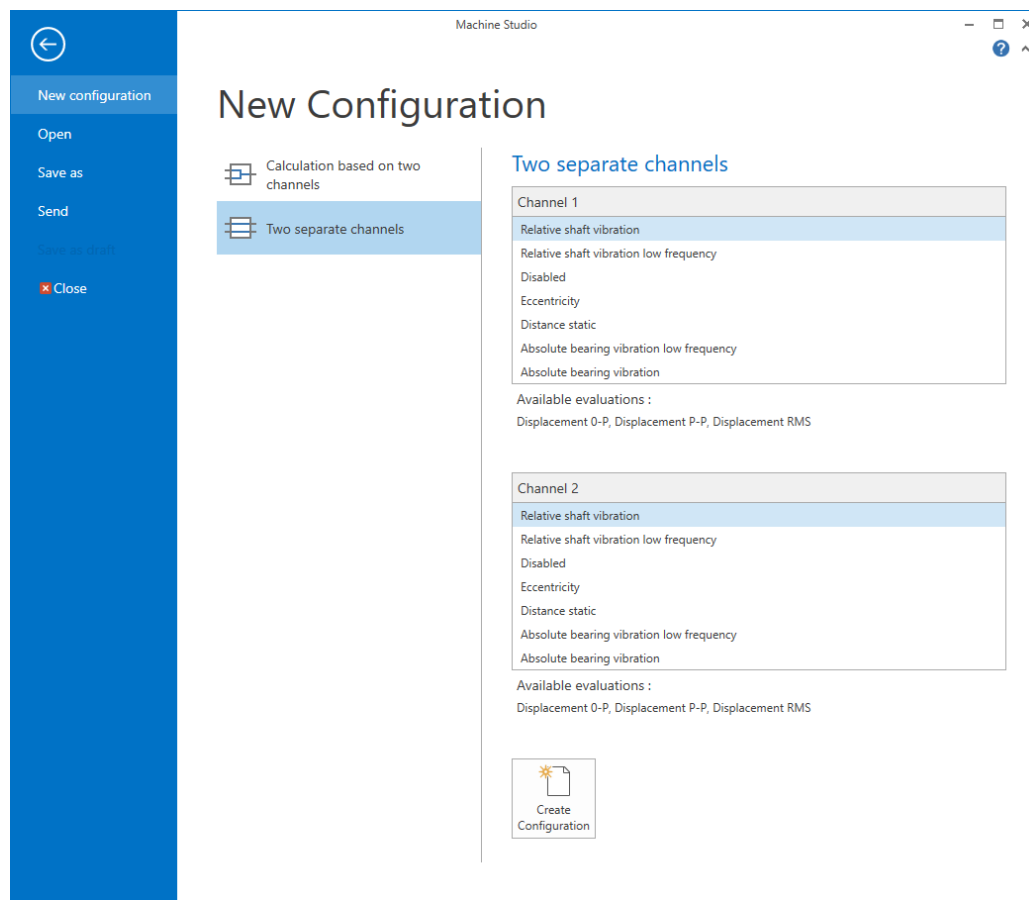 Machine Studio
New configuration
Open
Save as
Send
Save as draft
Close
New Configuration
Calculation based on two
channels
Two separate channels
Two separate channels
Channel 1
Relative shaft vibration
Relative shaft vibration low frequency
Disabled
Eccentricity
Distance static
Absolute bearing vibration low frequency
Absolute bearing vibration
Available evaluations :
Displacement 0-P, Displacement P-P, Displacement RMS
Channel 2
Relative shaft vibration
Relative shaft vibration low frequency
Disabled
Eccentricity
Distance static
Absolute bearing vibration low frequency
Absolute bearing vibration
Available evaluations :
Displacement 0-P, Displacement P-P, Displacement RMS
Create
Configuration